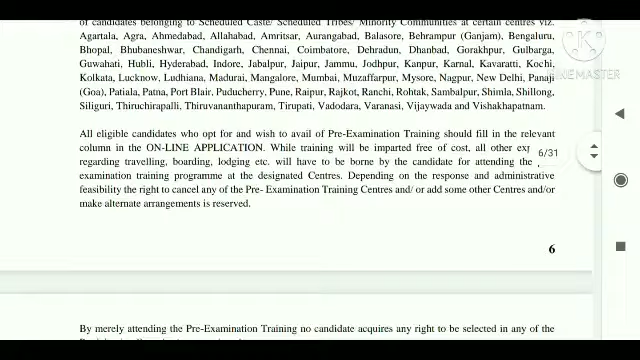 of candidates belonging to Scheduled Caste/ Scheduled Tribes/ Minority Communities at certain centres viz.
Agartala, Agra, Ahmedabad, Allahabad, Amritsar, Aurangabad, Balasore, Behrampur (Ganjam), Bengaluru,
Bhopal, Bhubaneshwar, Chandigarh, Chennai, Coimbatore, Dehradun, Dhanbad, Gorakhpur, Gulbarga,
Guwahati, Hubli, Hyderabad, Indore, Jabalpur, Jaipur, Jammu, Jodhpur, Kanpur, Karnal, Kavaratti, Kochi,
Kolkata, Lucknow, Ludhiana, Madurai, Mangalore, Mumbai, Muzaffarpur, Mysore, Nagpur, New Delhi, Panaji
(Goa), Patiala, Patna, Port Blair, Puducherry, Pune, Raipur, Rajkot, Ranchi, Rohtak, Sambalpur, Shimla, Shillong,
Siliguri, Thiruchirapalli, Thiruvananthapuram, Tirupati, Vadodara, Varanasi, Vijaywada and Vishakhapatnam.
All eligible candidates who opt for and wish to avail of Pre-Examination Training should fill in the relevant
column in the ON-LINE APPLICATION. While training will be imparted free of cost, all other
regarding travelling, boarding, lodging etc. will have to be borne by the candidate for attending the
examination training programme at the designated Centres. Depending on the response and administrative
feasibility the right to cancel any of the Pre- Examination Training Centres and/ or add some other Centres and/or
make alternate arrangements is reserved.
6
By merely attending the Pre-Examination Training no candidate acquires any right to be selected in any of the
6/31
KINEMASTER